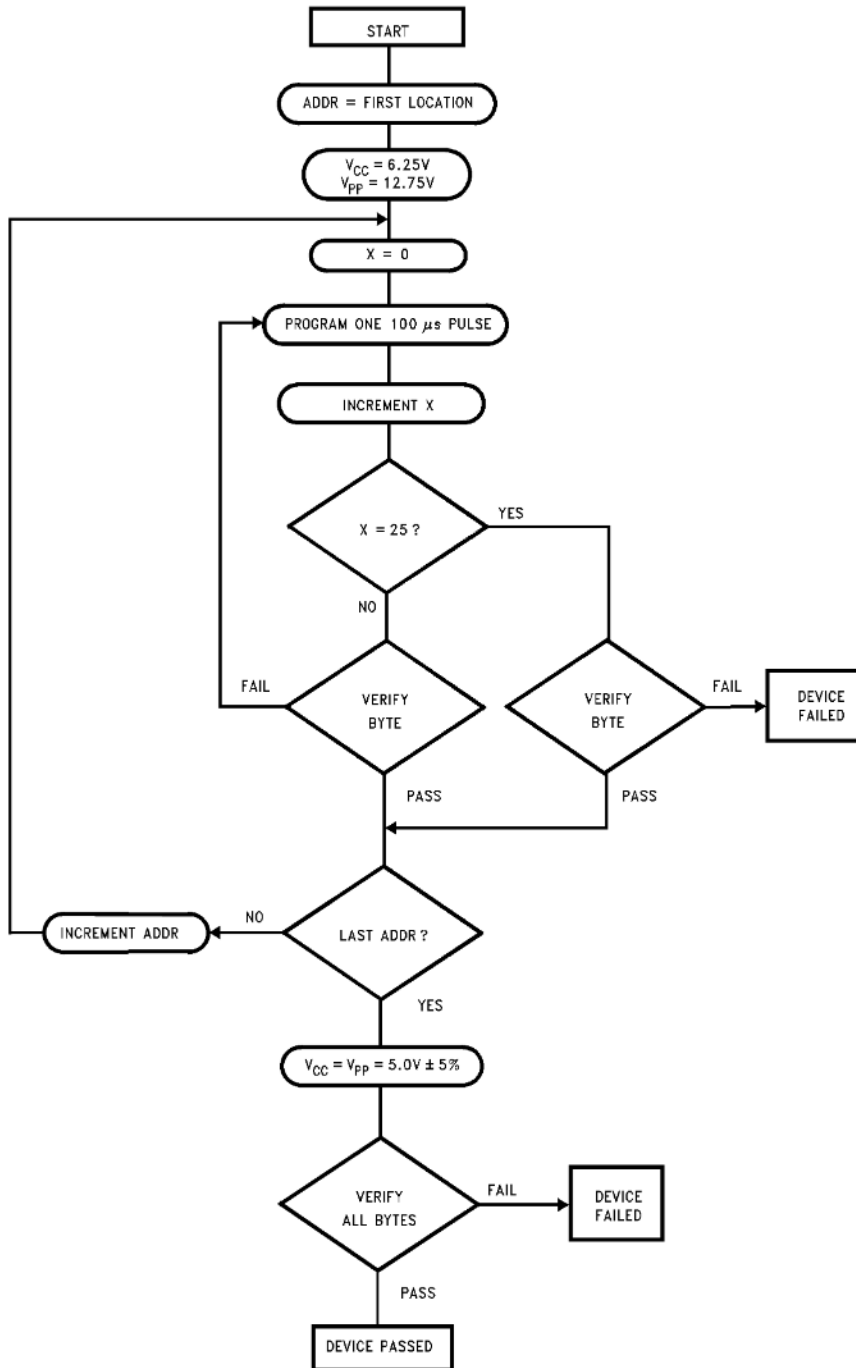 START
ADDR = FIRST LOCATION
VCC = 6.25V
VPP = 12.75V
X = 0
PROGRAM ONE 100 μs PULSE
INCREMENT X
X = 25 ?
YES
NO
FAIL
VERIFY
BYTE
VERIFY
BYTE
FAIL
DEVICE
FAILED
PASS
PASS
INCREMENT ADDR
NO
LAST ADDR ?
YES
VCC = VPP = 5.0V ± 5%
VERIFY
ALL BYTES
FAIL
DEVICE
FAILED
PASS
DEVICE PASSED